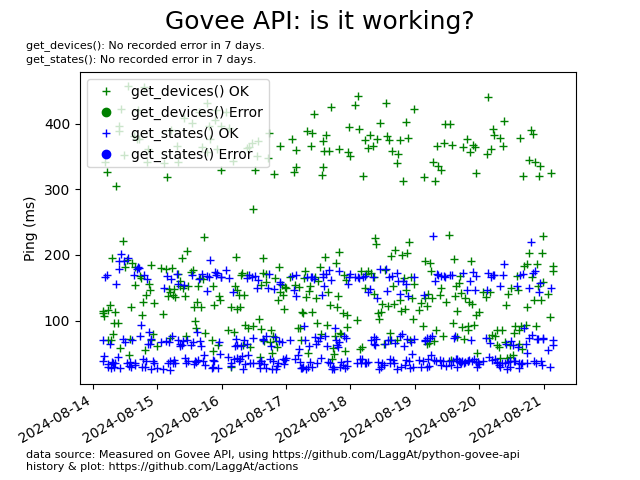 Govee API: is it working?
get_devices(): No recorded error in 7 days.
get_states(): No recorded error in 7 days.
get_devices() OK
get_devices() Error
get_states() OK
get_states() Error
Ping (ms)
400
300
200
100
2024-08-14
2024-08-15
2024-08-16
2024-08-17
2024-08-18
2024-08-19
2024-08-20
2024-08-21
data source: Measured on Govee API, using https://github.com/LaggAt/python-govee-api
history & plot: https://github.com/LaggAt/actions